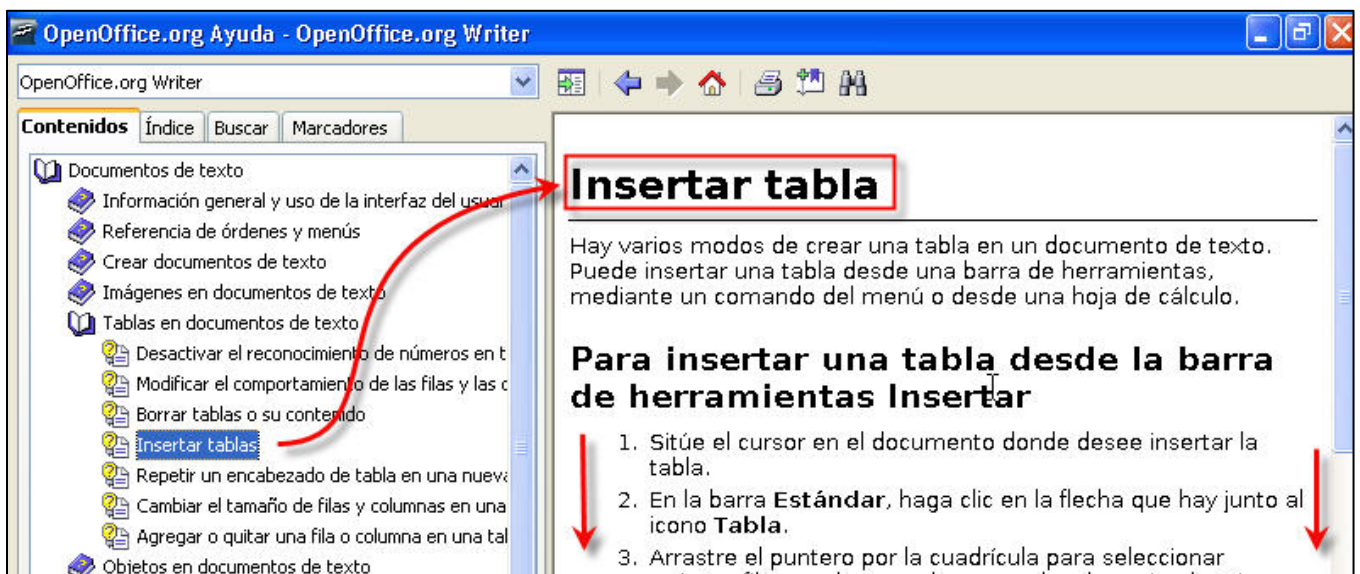 OpenOffice.org Ayuda - OpenOffice.org Writer
OpenOffice.org Writer
Contenidos Índice Buscar Marcadores
Documentos de texto
Información general y uso de la interfaz del
Referencia de órdenes y menús
Crear documentos de texto
Imágenes en documentos de texto
Tablas en documentos de texto
Desactivar el reconocimiento de números en t
Modificar el comportamiento de las filas y las c
Borrar tablas o su contenido
Insertar tablas
Repetir un encabezado de tabla en una nueva
Cambiar el tamaño de filas y columnas en una
Agregar o quitar una fila o columna en una tal
Objetos en documentos de texto
Insertar tabla
Hay varios modos de crear una tabla en un documento de texto.
Puede insertar una tabla desde una barra de herramientas,
mediante un comando del menú o desde una hoja de cálculo.
Para insertar una tabla desde la barra
de herramientas Insertar
1. Sitúe el cursor en el documento donde desee insertar la
tabla.
2. En la barra Estándar, haga clic en la flecha que hay junto al
icono Tabla.
3. Arrastre el puntero por la cuadrícula para seleccionar